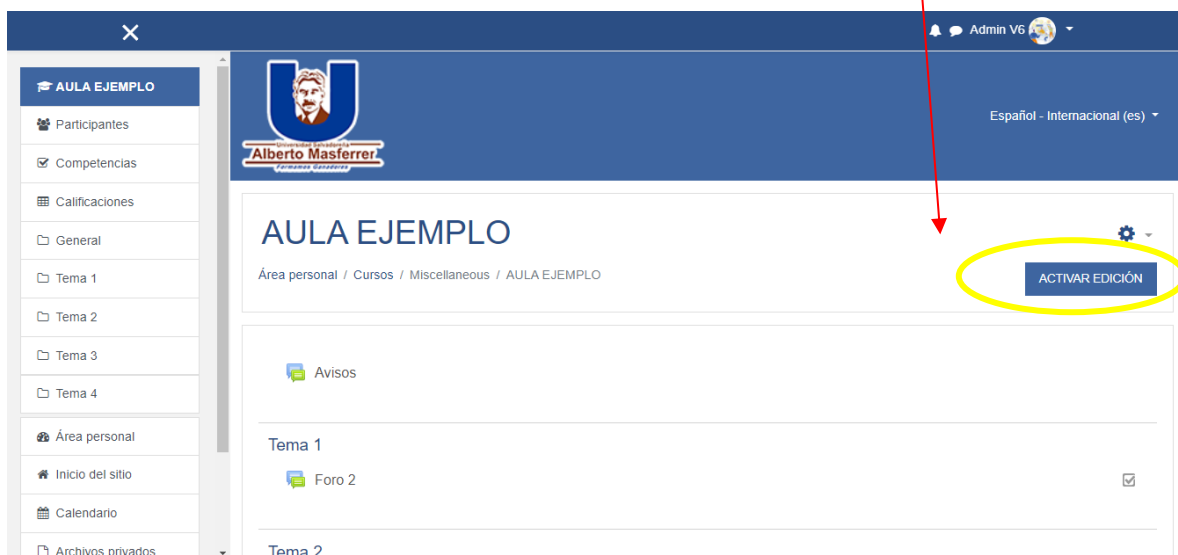 Admin V6
AULA EJEMPLO
Participantes
Competencias
Calificaciones
General
Tema 1
Tema 2
Tema 3
Tema 4
Área personal
Inicio del sitio
Calendario
Archivos privados
Universidad Salvadoreña
Alberto Masferrer
Formamos Ganadores
Español - Internacional (es)
AULA EJEMPLO
Área personal / Cursos / Miscellaneous / AULA EJEMPLO
ACTIVAR EDICIÓN
Avisos
Tema 1
Foro 2
Tema 2